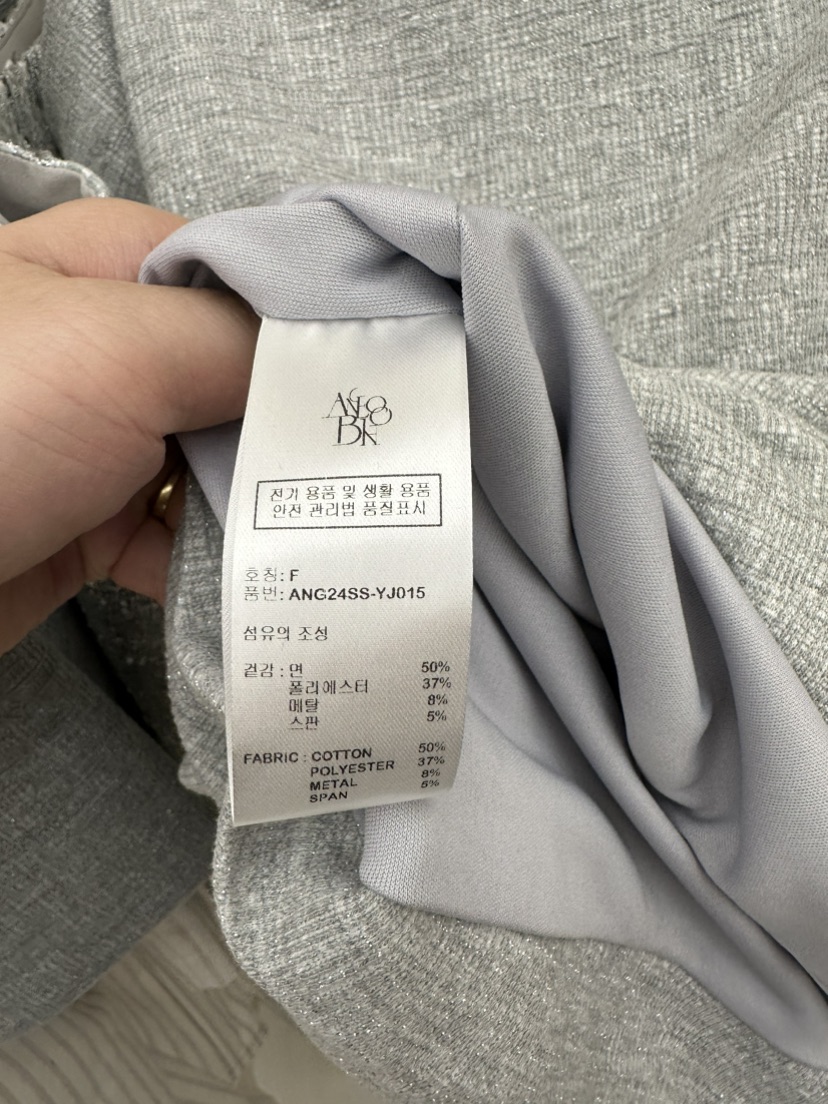 전기 용품 및 생활 용품
안전 관리법 품질표시
호칭: F
품번: ANG24SS-YJ015
섬유의 조성
겉감 : 면 50%
폴리에스터 37%
메탈 8%
스판 5%
FABRIC : COTTON 50%
POLYESTER 37%
METAL 8%
SPAN 5%